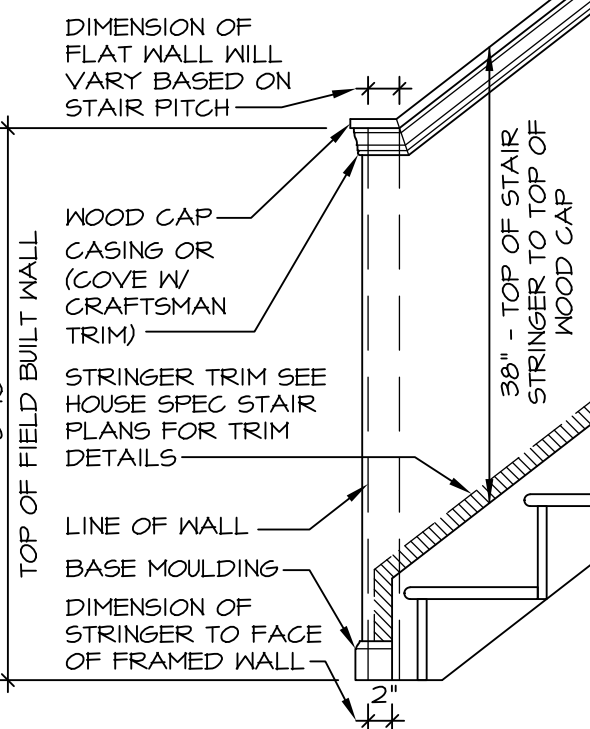 DIMENSION OF
FLAT WALL WILL
VARY BASED ON
STAIR PITCH
WOOD CAP
CASING OR
(COVE W/
CRAFTSMAN
TRIM)
STRINGER TRIM SEE
HOUSE SPEC STAIR
PLANS FOR TRIM
DETAILS
LINE OF WALL
BASE MOULDING
DIMENSION OF
STRINGER TO FACE
OF FRAMED WALL
2"
TOP OF FIELD BUILT WALL
38" - TOP OF STAIR
STRINGER TO TOP OF
WOOD CAP